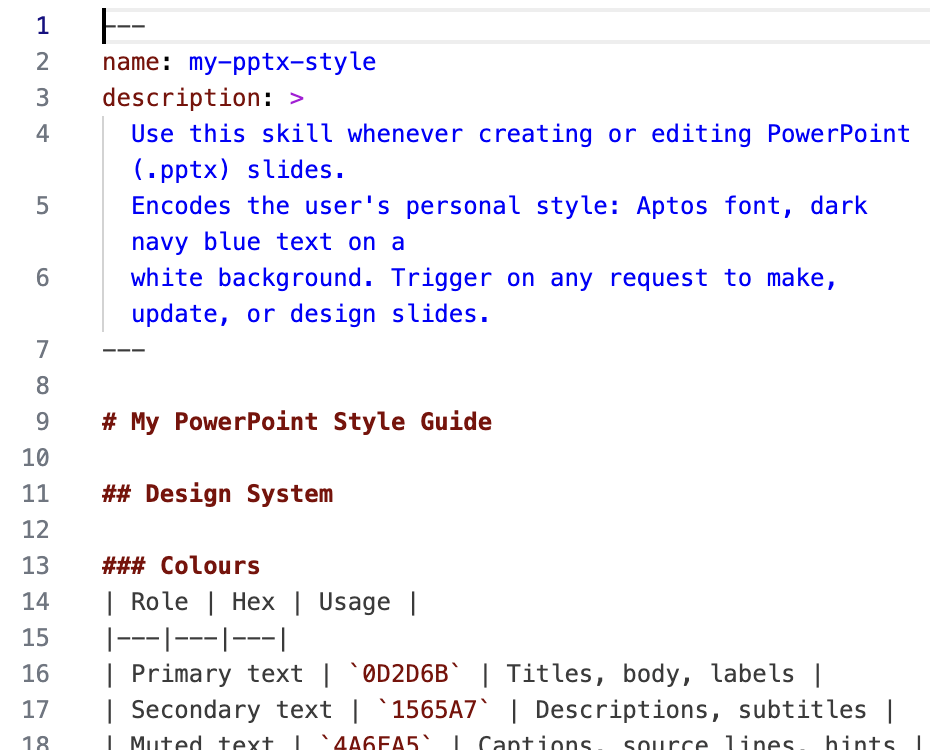 1 ---
2 name: my-pptx-style
3 description: >
4 Use this skill whenever creating or editing PowerPoint
(.pptx) slides.
5 Encodes the user's personal style: Aptos font, dark
navy blue text on a
6 white background. Trigger on any request to make,
update, or design slides.
7 ---
8
9 # My PowerPoint Style Guide
10
11 ## Design System
12
13 ### Colours
14 | Role | Hex | Usage |
15 |---|---|---|
16 | Primary text | `0D2D6B` | Titles, body, labels |
17 | Secondary text | `1565A7` | Descriptions, subtitles |
18 | Muted text | `4A6FA5` | Captions, source lines, hints |